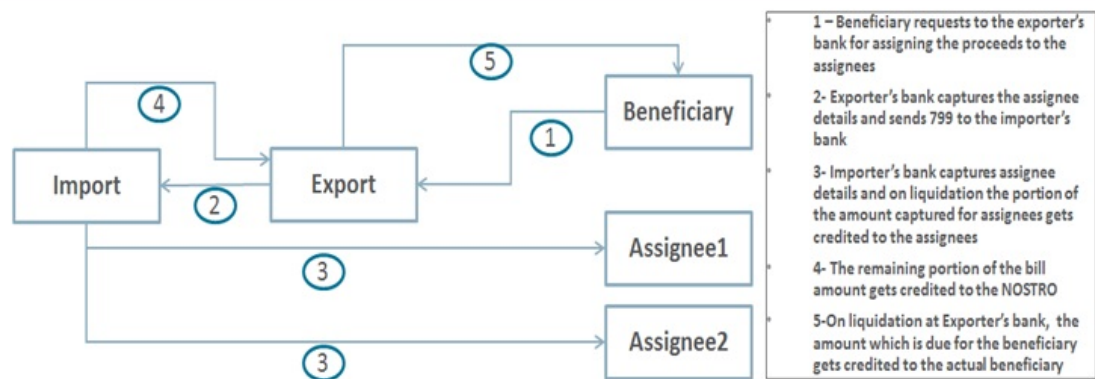 5
4
Beneficiary
1
Import
Export
2
Assignee1
3
Assignee2
3
1 – Beneficiary requests to the exporter's
bank for assigning the proceeds to the
assignees
2- Exporter's bank captures the assignee
details and sends 799 to the importer's
bank
3- Importer's bank captures assignee
details and on liquidation the portion of
the amount captured for assignees gets
credited to the assignees
4- The remaining portion of the bill
amount gets credited to the NOSTRO
5-On liquidation at Exporter's bank,  the
amount which is due for the beneficiary
gets credited to the actual beneficiary